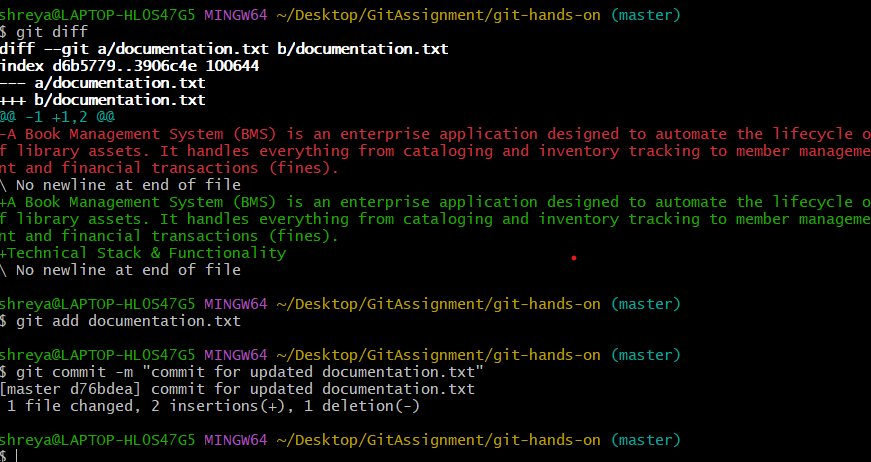 shreya@LAPTOP-HL0S47G5 MINGW64 ~/Desktop/GitAssignment/git-hands-on (master)
$ git diff
diff --git a/documentation.txt b/documentation.txt
index d6b5779..3906c4e 100644
--- a/documentation.txt
+++ b/documentation.txt
@@ -1 +1,2 @@
-A Book Management System (BMS) is an enterprise application designed to automate the lifecycle o
f library assets. It handles everything from cataloging and inventory tracking to member manageme
nt and financial transactions (fines).
\ No newline at end of file
+A Book Management System (BMS) is an enterprise application designed to automate the lifecycle o
f library assets. It handles everything from cataloging and inventory tracking to member manageme
nt and financial transactions (fines).
+Technical Stack & Functionality
\ No newline at end of file
shreya@LAPTOP-HL0S47G5 MINGW64 ~/Desktop/GitAssignment/git-hands-on (master)
$ git add documentation.txt
shreya@LAPTOP-HL0S47G5 MINGW64 ~/Desktop/GitAssignment/git-hands-on (master)
$ git commit -m "commit for updated documentation.txt"
[master d76bdea] commit for updated documentation.txt
 1 file changed, 2 insertions(+), 1 deletion(-)
shreya@LAPTOP-HL0S47G5 MINGW64 ~/Desktop/GitAssignment/git-hands-on (master)
$